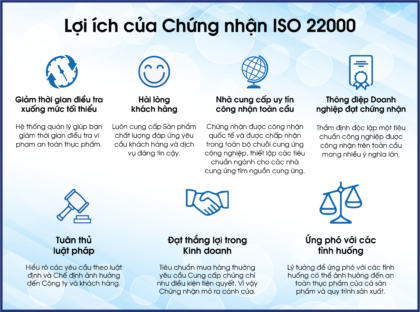 Lợi ích của Chứng nhận ISO 22000
Giảm thời gian điều tra
xuống mức tối thiểu
Hệ thống quản lý giúp bạn
giảm thời gian điều tra vi
phạm an toàn thực phẩm.
Hài lòng
khách hàng
Luôn cung cấp Sản phẩm
chất lượng đáp ứng yêu
cầu khách hàng và dịch
vụ đáng tin cậy.
Nhà cung cấp uy tín
công nhận toàn cầu
Chứng nhận được công nhận
quốc tế và được chấp nhận
trong toàn bộ chuỗi cung ứng
công nghiệp. thiết lập các tiêu
chuẩn ngành cho các nhà
cung ứng tìm nguồn cung ứng.
Thông điệp Doanh
nghiệp đạt chứng nhận
Thẩm định độc lập một tiêu
chuẩn công nghiệp được
công nhận trên toàn cầu
mang nhiều ý nghĩa lớn.
Tuân thủ
luật pháp
Hiểu rõ các yêu cầu theo luật
định và Chế định ảnh hưởng
đến Công ty và khách hàng.
Đạt thắng lợi trong
Kinh doanh
Tiêu chuẩn mua hàng thường
yêu cầu Cung cấp chứng chỉ
như điều kiện tiên quyết. Vì vậy
Chứng nhận mở ra cánh cửa.
Ứng phó với các
tình huống
Lý tưởng để ứng phó với các tình
huống có thể ảnh hưởng đến an
toàn thực phẩm của cả sản
phẩm và quy trình sản xuất.